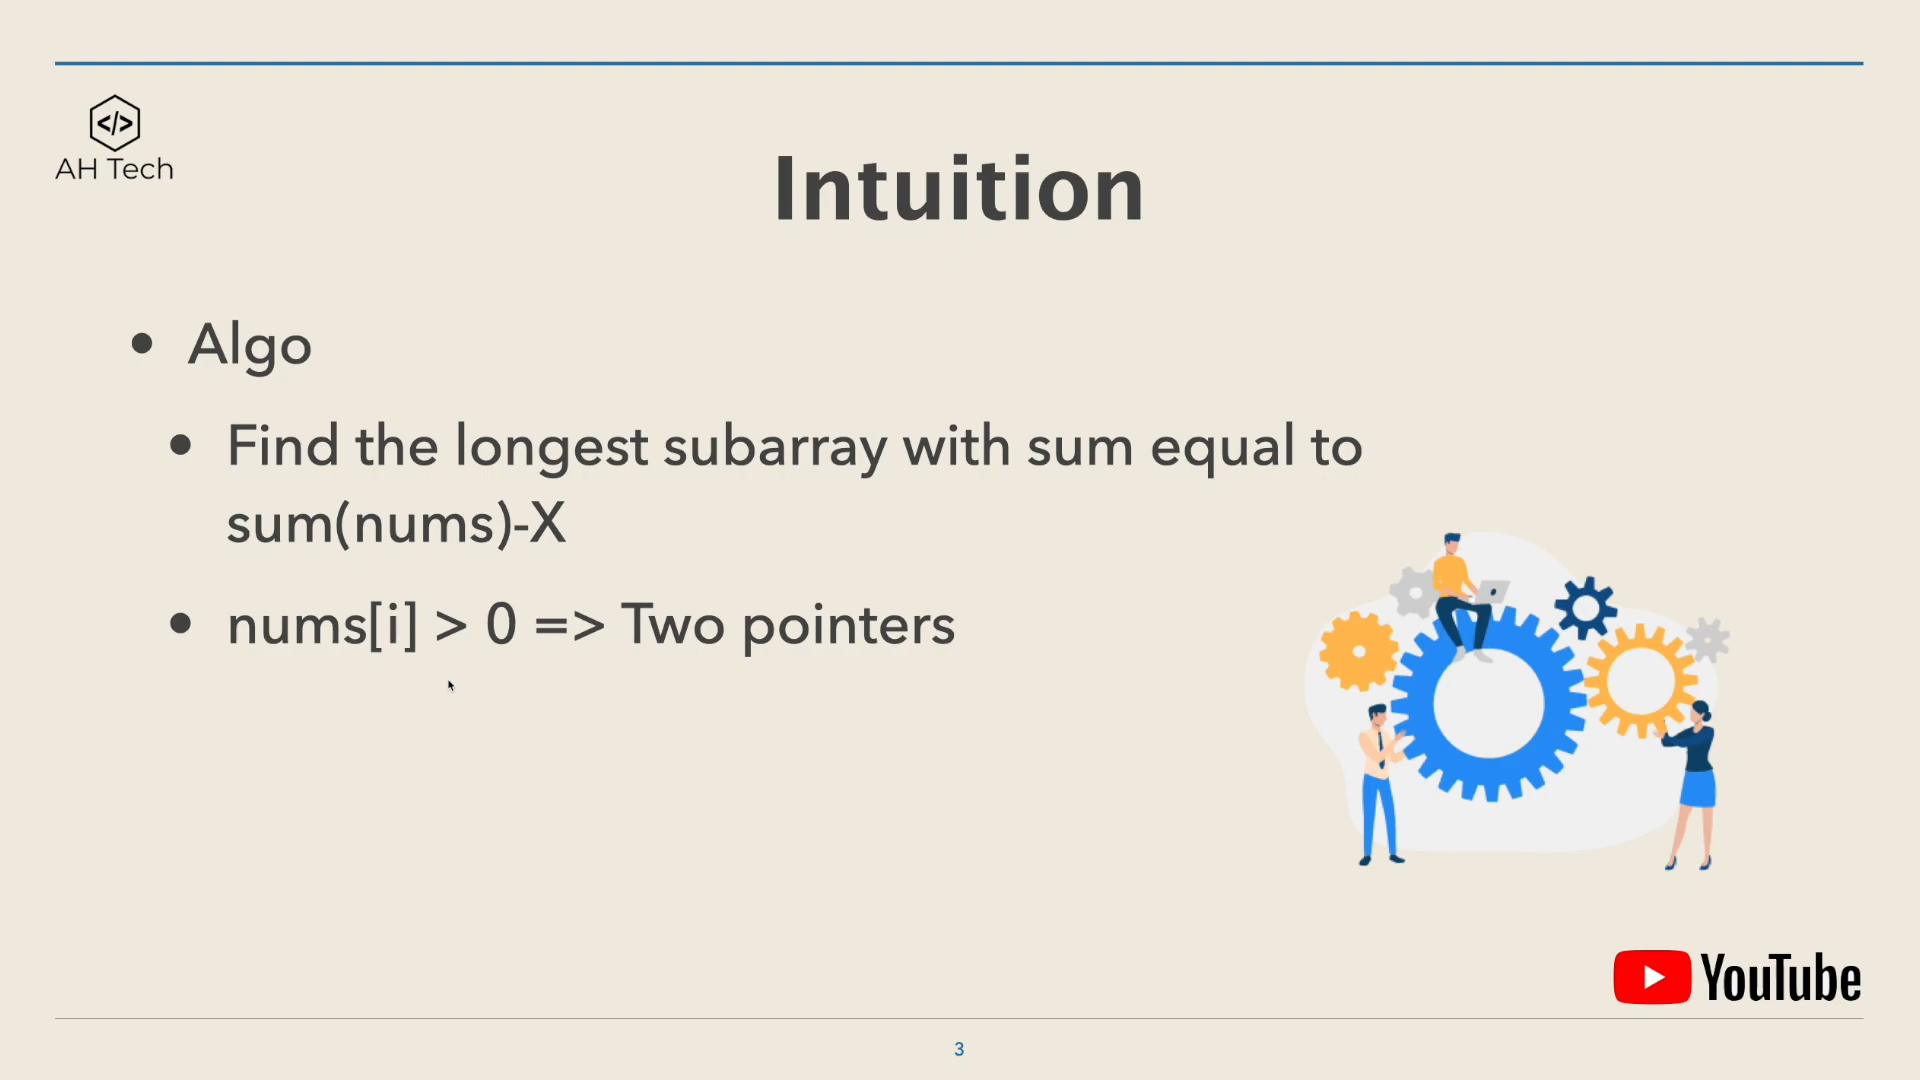 </>
AH Tech
Intuition
• Algo
• Find the longest subarray with sum equal to
sum(nums)-X
• nums[i] > 0 => Two pointers
YouTube
3